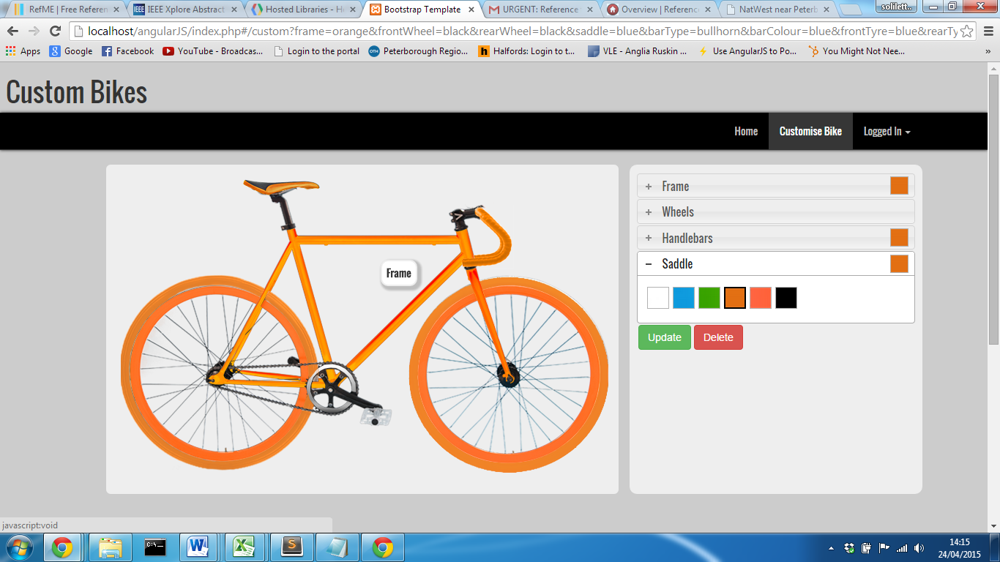 RefME | Free Referen
IEEE Xplore Abstract
Hosted Libraries - He
Bootstrap Template
URGENT: Reference
Overview | Referenc
NatWest near Peterb
solilett..
localhost/angularJS/index.php#/custom?frame=orange&frontWheel=black&rearWheel=black&saddle=blue&barType=bullhorn&barColour=blue&frontTyre=blue&rearTy
Apps
Google
Facebook
YouTube - Broadcas...
Login to the portal
OTH
Peterborough Regio...
h
Halfords: Login to t...
VLE - Anglia Ruskin ...
Use AngularJS to Po...
You Might Not Nee...
»
Custom Bikes
Home
Customise Bike
Logged In
+ Frame
+ Wheels
+ Handlebars
− Saddle
Frame
Update
Delete
javascript:void
14:15
24/04/2015